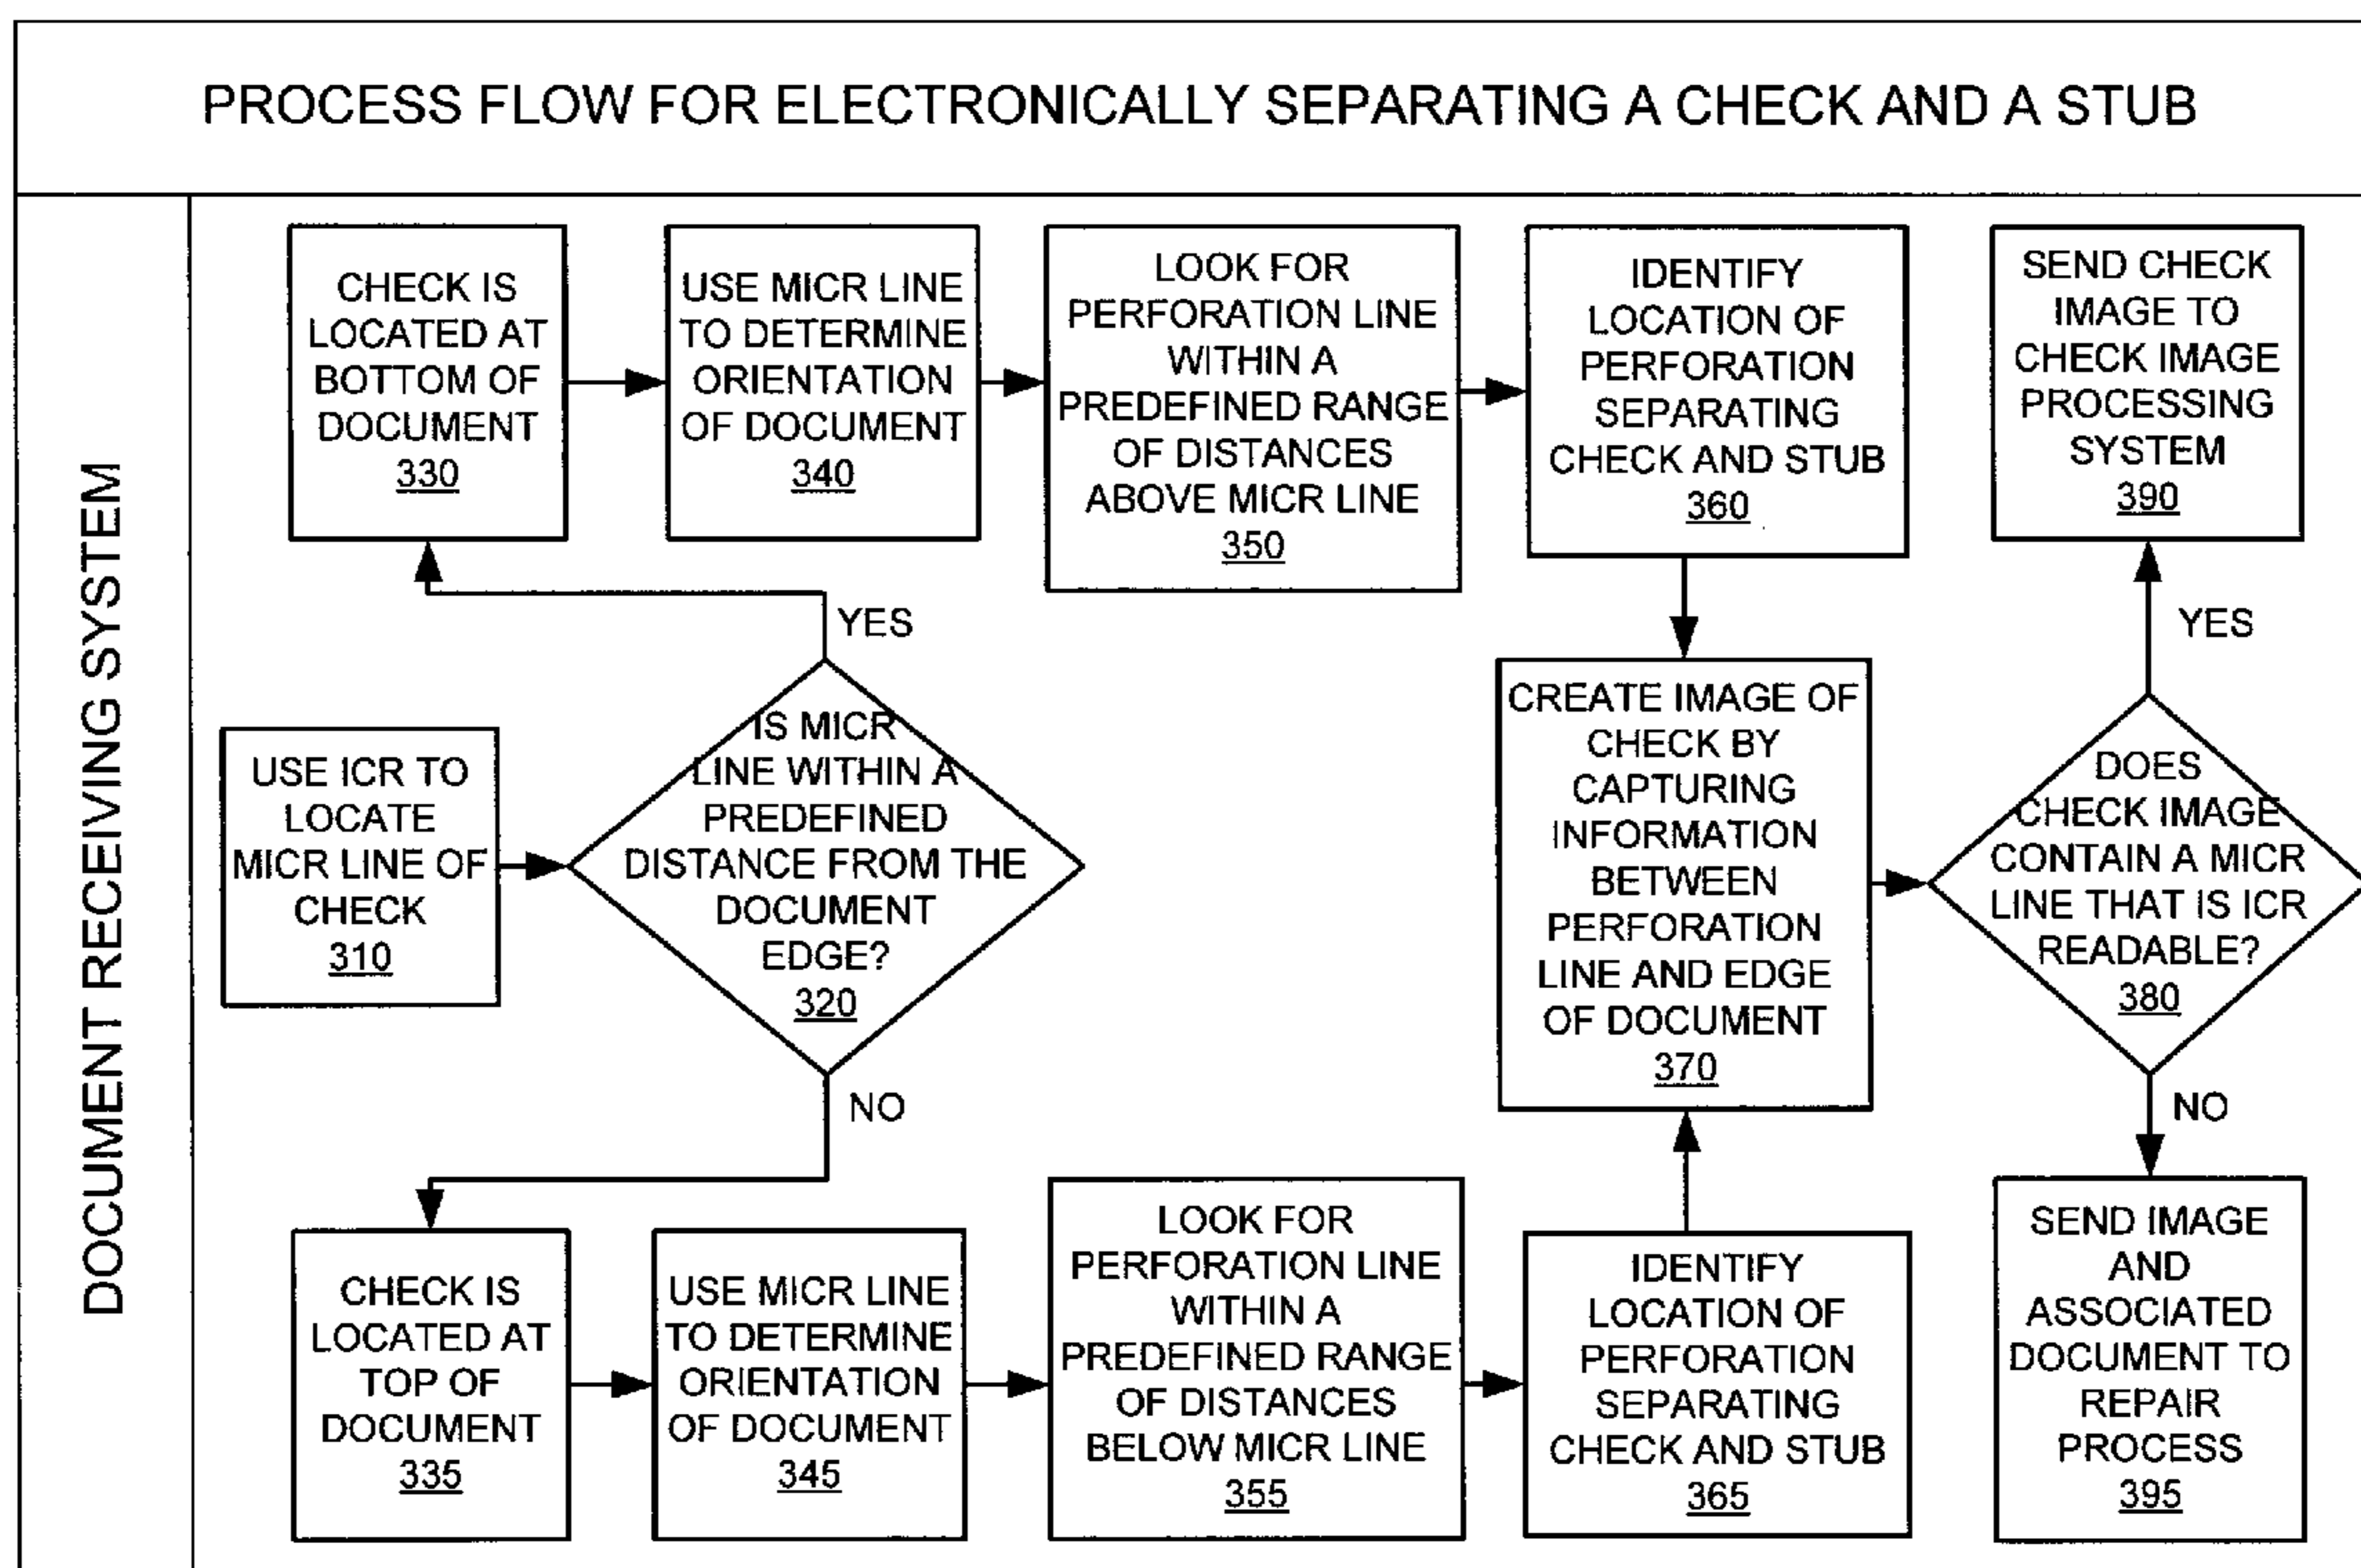 PROCESS FLOW FOR ELECTRONICALLY SEPARATING A CHECK AND A STUB
DOCUMENT RECEIVING SYSTEM
USE ICR TO
LOCATE
MICR LINE OF
CHECK
310
IS MICR
LINE WITHIN A
PREDEFINED
DISTANCE FROM THE
DOCUMENT
EDGE?
320
YES
CHECK IS
LOCATED AT
BOTTOM OF
DOCUMENT
330
USE MICR LINE
TO DETERMINE
ORIENTATION
OF DOCUMENT
340
LOOK FOR
PERFORATION LINE
WITHIN A
PREDEFINED RANGE
OF DISTANCES
ABOVE MICR LINE
350
IDENTIFY
LOCATION OF
PERFORATION
SEPARATING
CHECK AND STUB
360
NO
CHECK IS
LOCATED AT
TOP OF
DOCUMENT
335
USE MICR LINE
TO DETERMINE
ORIENTATION
OF DOCUMENT
345
LOOK FOR
PERFORATION LINE
WITHIN A
PREDEFINED RANGE
OF DISTANCES
BELOW MICR LINE
355
IDENTIFY
LOCATION OF
PERFORATION
SEPARATING
CHECK AND STUB
365
CREATE IMAGE OF
CHECK BY
CAPTURING
INFORMATION
BETWEEN
PERFORATION
LINE AND EDGE
OF DOCUMENT
370
DOES
CHECK IMAGE
CONTAIN A MICR
LINE THAT IS ICR
READABLE?
380
YES
SEND CHECK
IMAGE TO
CHECK IMAGE
PROCESSING
SYSTEM
390
NO
SEND IMAGE
AND
ASSOCIATED
DOCUMENT TO
REPAIR
PROCESS
395